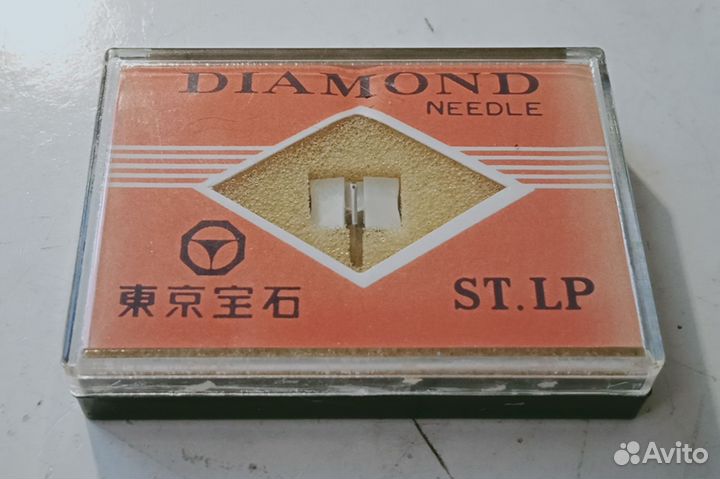 DIAMOND
NEEDLE
東京宝石
ST.LP
Avito